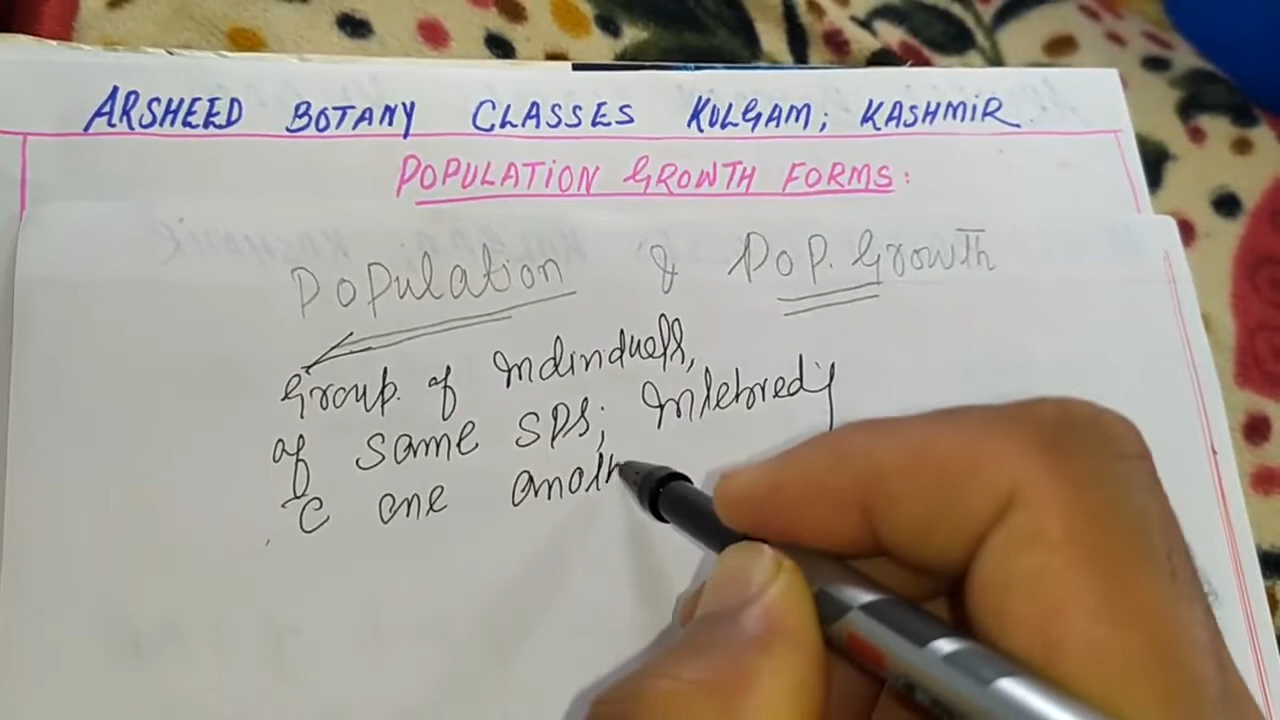 ARSHEED BOTANY CLASSES KULGAM; KASHMIR.
POPULATION GROWTH FORMS:
Population & Pop. Growth
Group. of Individuals,
of same SPS; Interbredig
c̄ one anoth